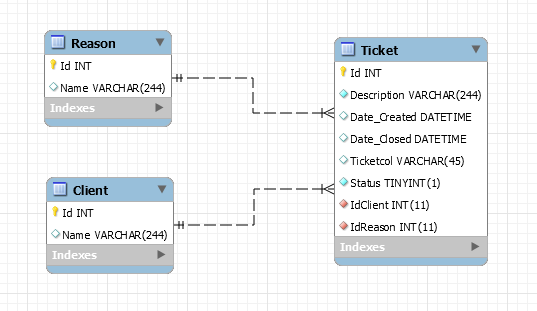 Reason
Id INT
Name VARCHAR(244)
Indexes
Client
Id INT
Name VARCHAR(244)
Indexes
Ticket
Id INT
Description VARCHAR(244)
Date_Created DATETIME
Date_Closed DATETIME
Ticketcol VARCHAR(45)
Status TINYINT(1)
IdClient INT(11)
IdReason INT(11)
Indexes